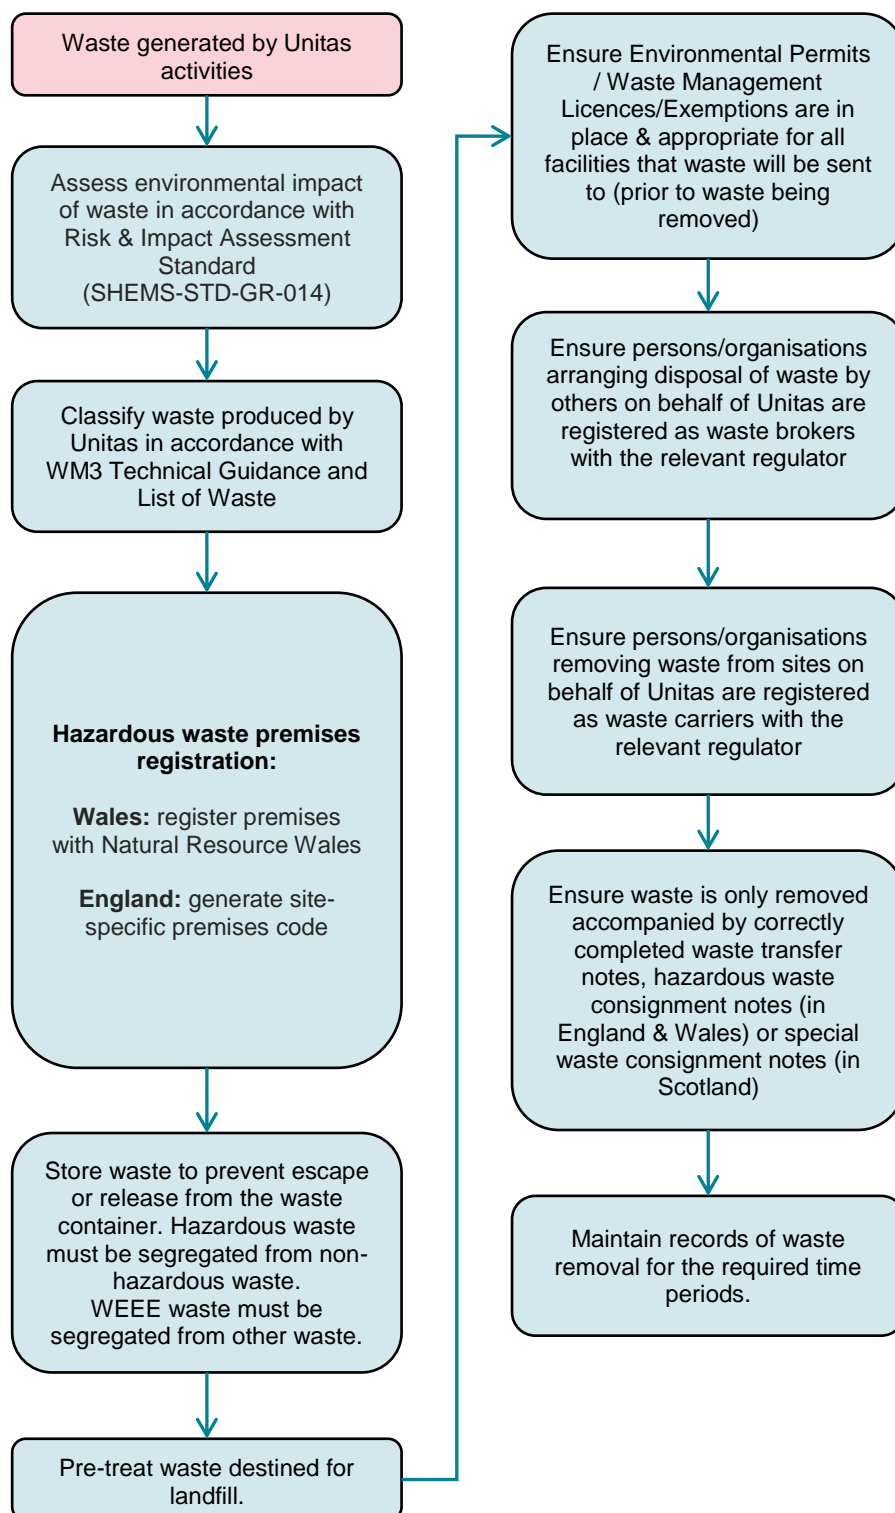 Waste generated by Unitas
activities
Assess environmental impact
of waste in accordance with
Risk & Impact Assessment
Standard
(SHEMS-STD-GR-014)
Classify waste produced by
Unitas in accordance with
WM3 Technical Guidance and
List of Waste
Hazardous waste premises
registration:
Wales: register premises
with Natural Resource Wales
England: generate site-
specific premises code
Store waste to prevent escape
or release from the waste
container. Hazardous waste
must be segregated from non-
hazardous waste.
WEEE waste must be
segregated from other waste.
Pre-treat waste destined for
landfill.
Ensure Environmental Permits
/ Waste Management
Licences/Exemptions are in
place & appropriate for all
facilities that waste will be sent
to (prior to waste being
removed)
Ensure persons/organisations
arranging disposal of waste by
others on behalf of Unitas are
registered as waste brokers
with the relevant regulator
Ensure persons/organisations
removing waste from sites on
behalf of Unitas are registered
as waste carriers with the
relevant regulator
Ensure waste is only removed
accompanied by correctly
completed waste transfer
notes, hazardous waste
consignment notes (in
England & Wales) or special
waste consignment notes (in
Scotland)
Maintain records of waste
removal for the required time
periods.